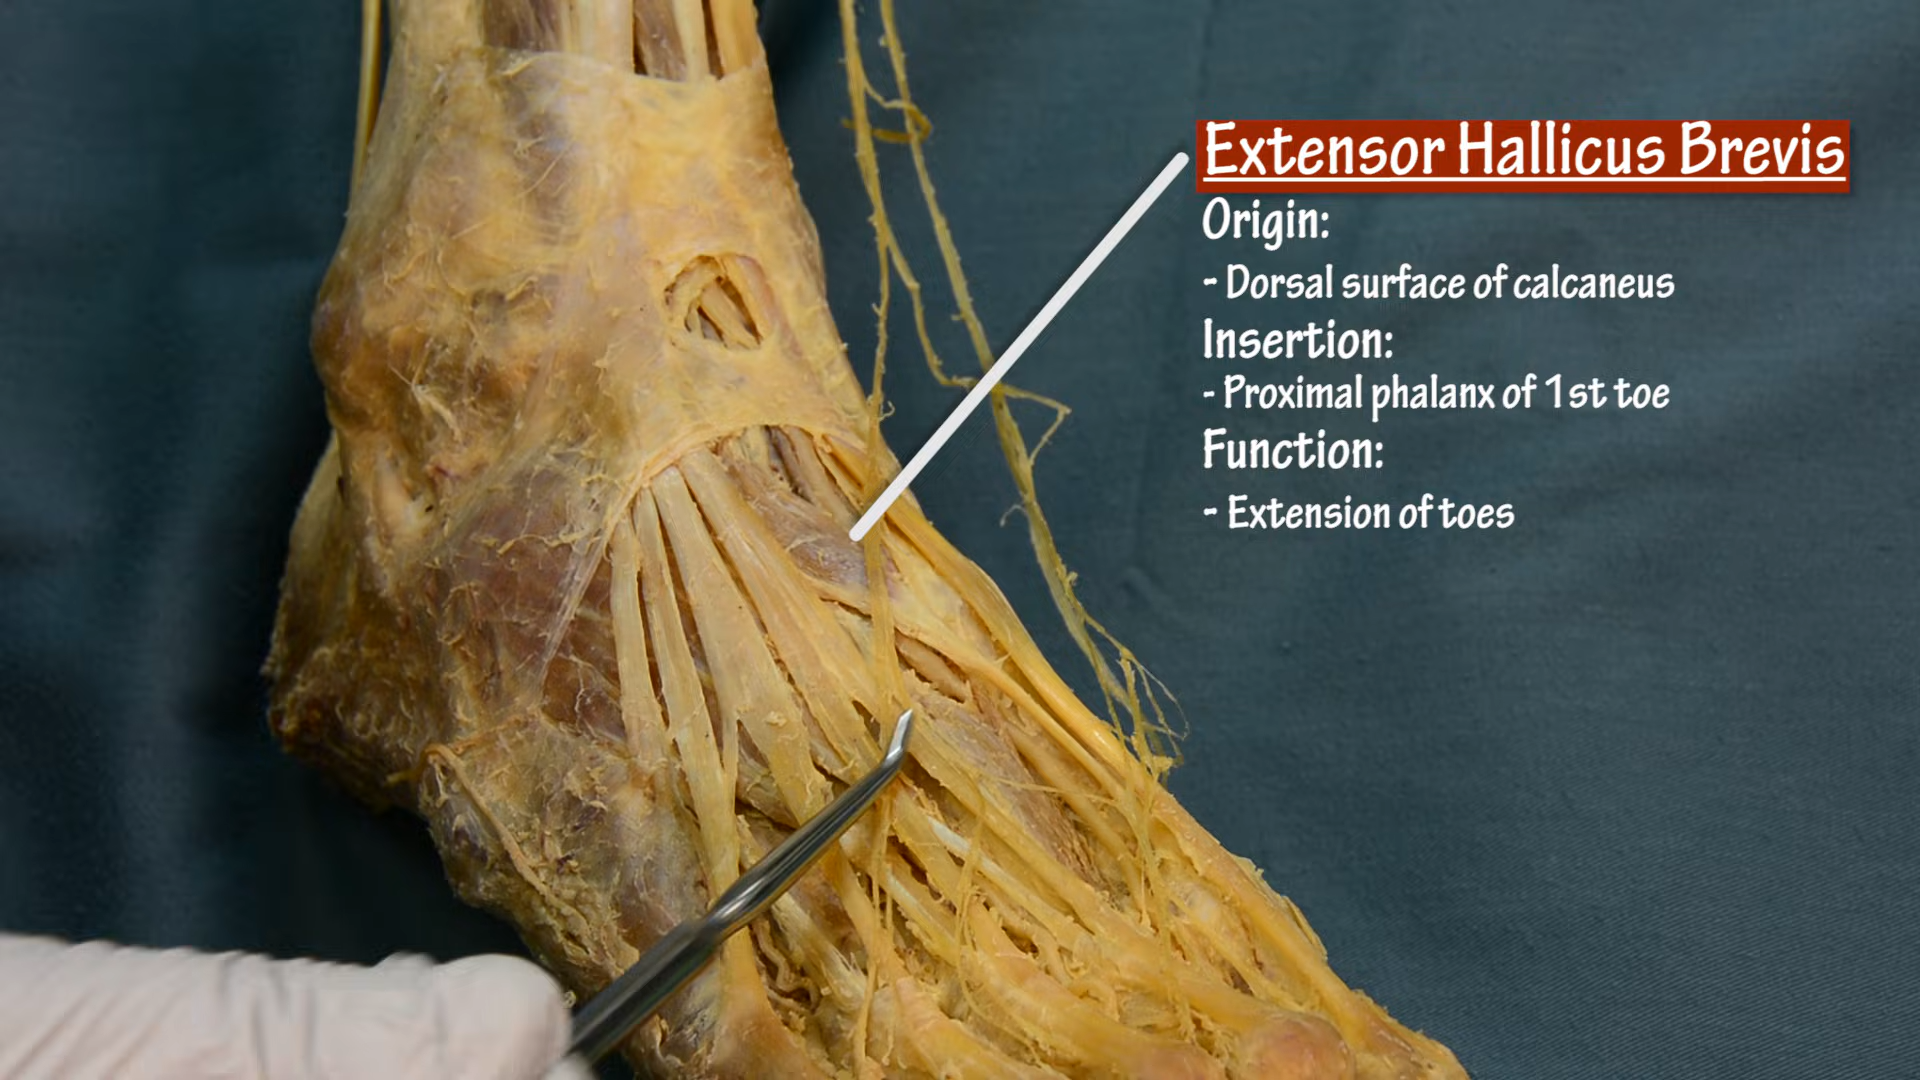 Extensor Hallicus Brevis
Origin:
- Dorsal surface of calcaneus
Insertion:
- Proximal phalanx of 1st toe
Function:
- Extension of toes